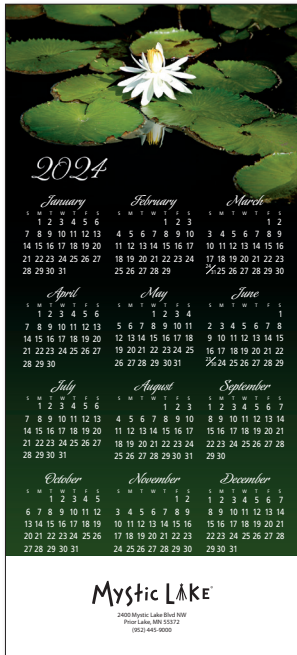 2024
January February March
S M T W T F S S M T W T F S S M T W T F S
1 2 3 4 5 6 1 2 3 1 2
7 8 9 10 11 12 13 4 5 6 7 8 9 10 3 4 5 6 7 8 9
14 15 16 17 18 19 20 11 12 13 14 15 16 17 10 11 12 13 14 15 16
21 22 23 24 25 26 27 18 19 20 21 22 23 24 17 18 19 20 21 22 23
28 29 30 31 25 26 27 28 29 24/31 25 26 27 28 29 30
April May June
S M T W T F S S M T W T F S S M T W T F S
1 2 3 4 5 6 1 2 3 4 1
7 8 9 10 11 12 13 5 6 7 8 9 10 11 2 3 4 5 6 7 8
14 15 16 17 18 19 20 12 13 14 15 16 17 18 9 10 11 12 13 14 15
21 22 23 24 25 26 27 19 20 21 22 23 24 25 16 17 18 19 20 21 22
28 29 30 26 27 28 29 30 31 23/30 24 25 26 27 28 29
July August September
S M T W T F S S M T W T F S S M T W T F S
1 2 3 4 5 6 1 2 3 1 2 3 4 5 6 7
7 8 9 10 11 12 13 4 5 6 7 8 9 10 8 9 10 11 12 13 14
14 15 16 17 18 19 20 11 12 13 14 15 16 17 15 16 17 18 19 20 21
21 22 23 24 25 26 27 18 19 20 21 22 23 24 22 23 24 25 26 27 28
28 29 30 31 25 26 27 28 29 30 31 29 30
October November December
S M T W T F S S M T W T F S S M T W T F S
1 2 3 4 5 1 2 1 2 3 4 5 6 7
6 7 8 9 10 11 12 3 4 5 6 7 8 9 8 9 10 11 12 13 14
13 14 15 16 17 18 19 10 11 12 13 14 15 16 15 16 17 18 19 20 21
20 21 22 23 24 25 26 17 18 19 20 21 22 23 22 23 24 25 26 27 28
27 28 29 30 31 24 25 26 27 28 29 30 29 30 31
Mystic Lake
2400 Mystic Lake Blvd NW
Prior Lake, MN 55372
(952) 445-9000